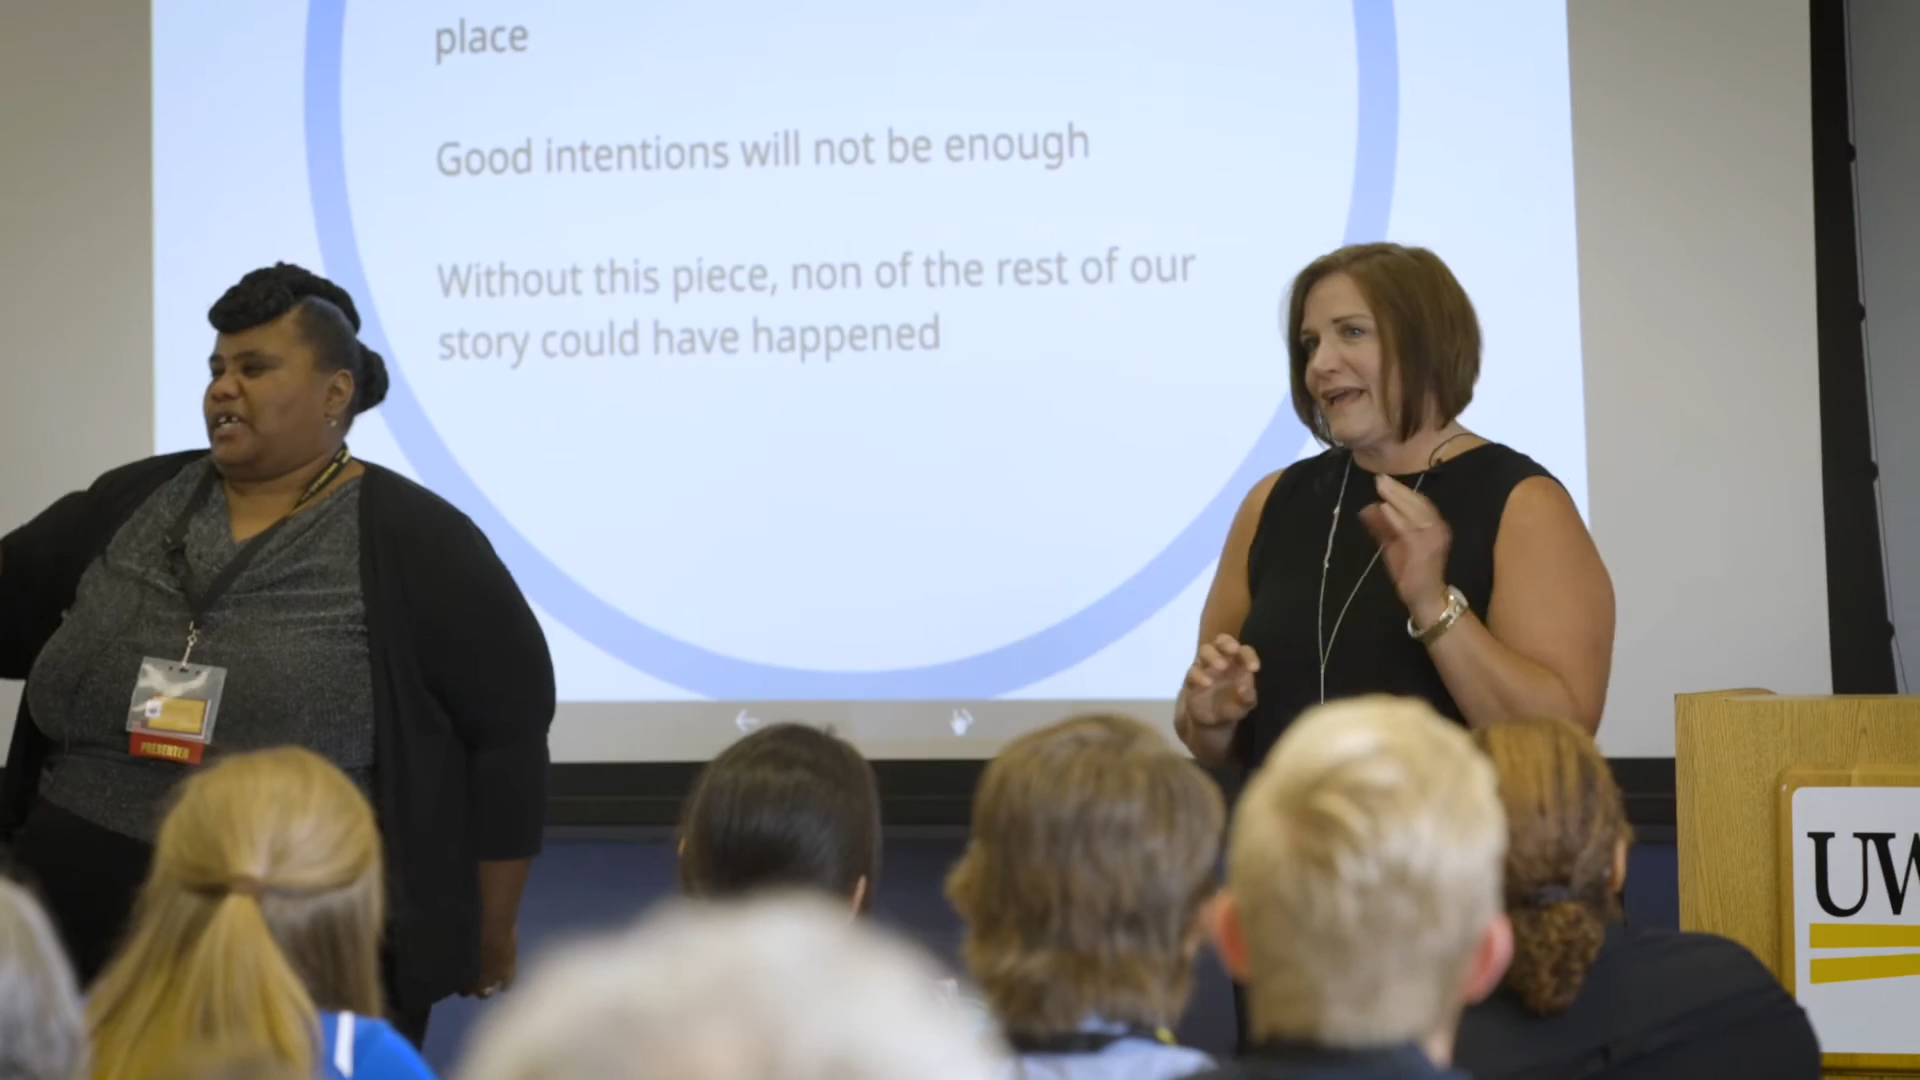 place
Good intentions will not be enough
Without this piece, non of the rest of our
story could have happened
PRESENTER
UW